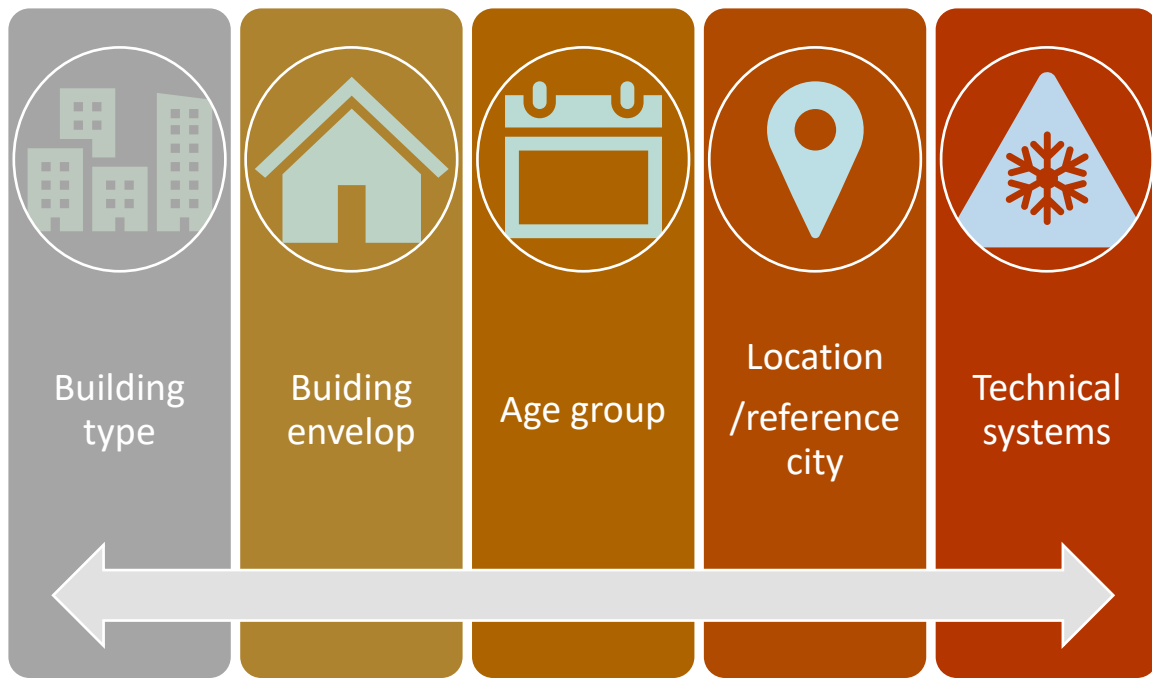 Building
type
Buiding
envelop
Age group
Location
/reference
city
Technical
systems